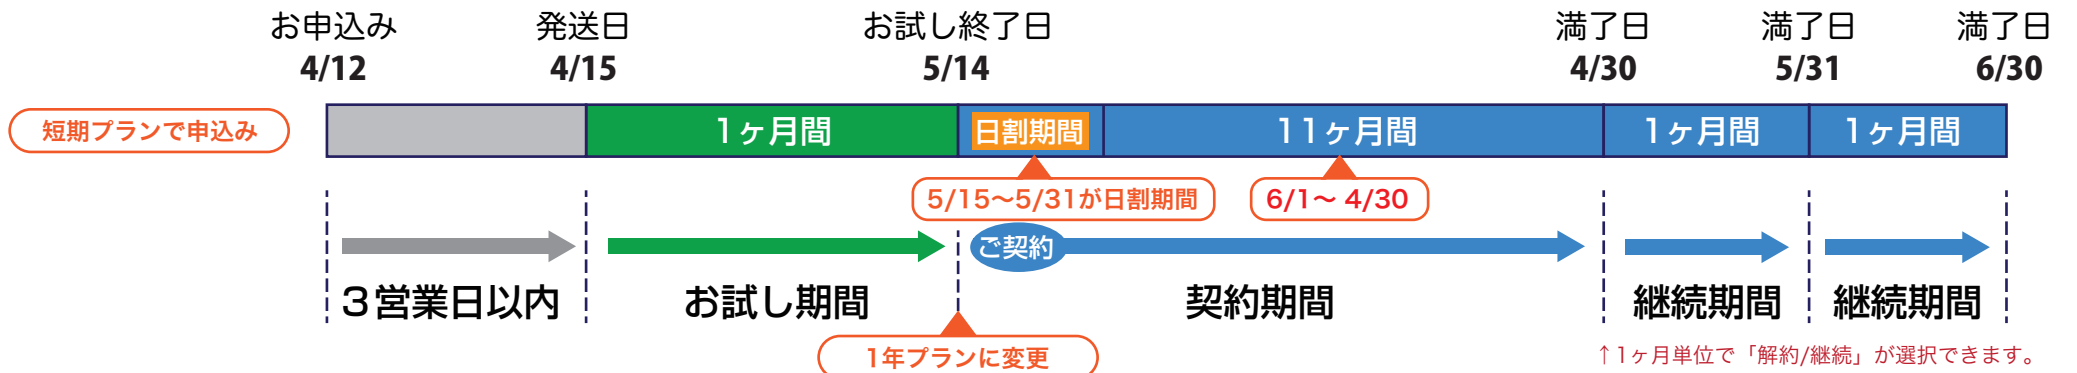 お申込み
4/12
発送日
4/15
お試し終了日
5/14
満了日
4/30
満了日
5/31
満了日
6/30
短期プランで申込み
1ヶ月間
日割期間
11ヶ月間
1ヶ月間
1ヶ月間
5/15〜5/31が日割期間
6/1〜 4/30
ご契約
3営業日以内
お試し期間
契約期間
継続期間
継続期間
1年プランに変更
↑1ヶ月単位で「解約/継続」が選択できます。